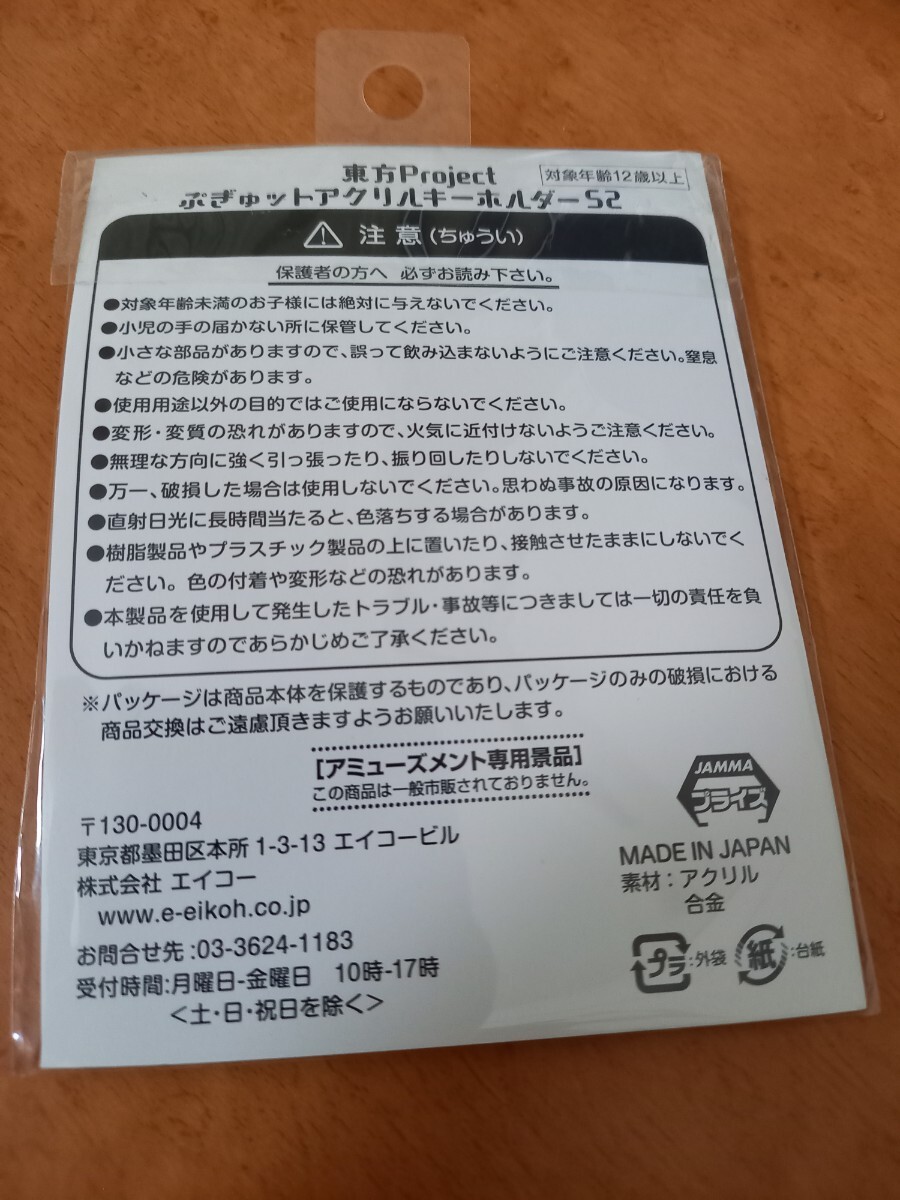 東方Project
対象年齢12歳以上
ぷぎゅットアクリルキーホルダーS2
注意(ちゅうい)
保護者の方へ 必ずお読み下さい。
●対象年齢未満のお子様には絶対に与えないでください。
●小児の手の届かない所に保管してください。
●小さな部品がありますので、誤って飲み込まないようにご注意ください。窒息
などの危険があります。
●使用用途以外の目的ではご使用にならないでください。
●変形・変質の恐れがありますので、火気に近付けないようご注意ください。
●無理な方向に強く引っ張ったり、振り回したりしないでください。
●万一、破損した場合は使用しないでください。思わぬ事故の原因になります。
●直射日光に長時間当たると、色落ちする場合があります。
●樹脂製品やプラスチック製品の上に置いたり、接触させたままにしないでく
ださい。色の付着や変形などの恐れがあります。
●本製品を使用して発生したトラブル・事故等につきましては一切の責任を負
いかねますのであらかじめご了承ください。
※パッケージは商品本体を保護するものであり、パッケージのみの破損における
商品交換はご遠慮頂きますようお願いいたします。
[アミューズメント専用景品]
この商品は一般市販されておりません。
〒130-0004
東京都墨田区本所1-3-13 エイコービル
株式会社 エイコー
www.e-eikoh.co.jp
お問合せ先:03-3624-1183
受付時間:月曜日-金曜日 10時-17時
<土・日・祝日を除く>
JAMMA
プライズ
MADE IN JAPAN
素材:アクリル
合金
プラ:外袋 紙:台紙